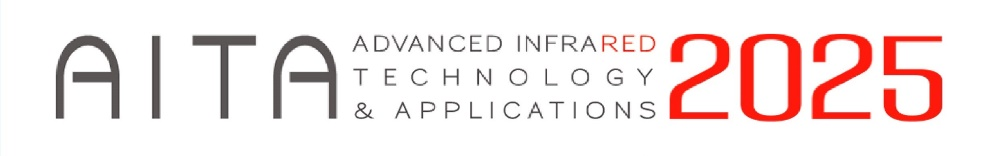 AITA
ADVANCED INFRARED
TECHNOLOGY
& APPLICATIONS
2025